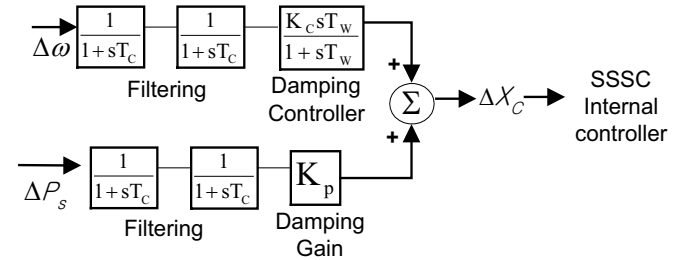 Δω
1 / 1+sT_C
1 / 1+sT_C
K_C sT_W / 1+sT_W
Filtering
Damping
Controller
+
Σ
+
ΔX_C
SSSC
Internal
controller
ΔP_s
1 / 1+sT_C
1 / 1+sT_C
K_p
Filtering
Damping
Gain